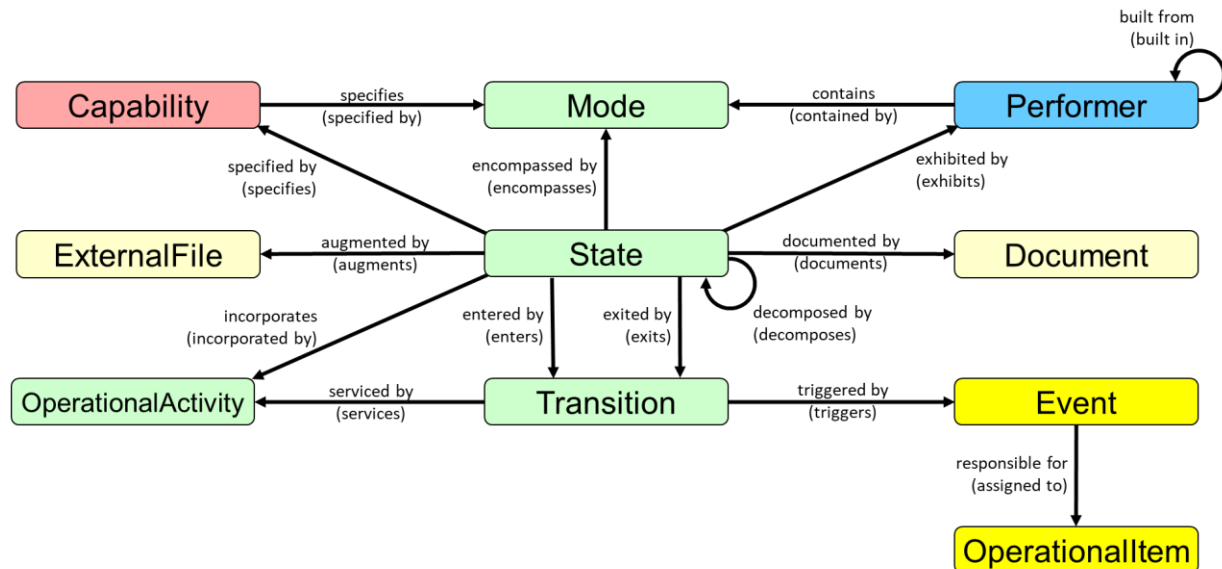 built from
(built in)
Capability
specifies
(specified by)
Mode
contains
(contained by)
Performer
specified by
(specifies)
encompassed by
(encompasses)
exhibited by
(exhibits)
ExternalFile
augmented by
(augments)
State
documented by
(documents)
Document
incorporates
(incorporated by)
entered by
(enters)
exited by
(exits)
decomposed by
(decomposes)
OperationalActivity
serviced by
(services)
Transition
triggered by
(triggers)
Event
responsible for
(assigned to)
OperationalItem